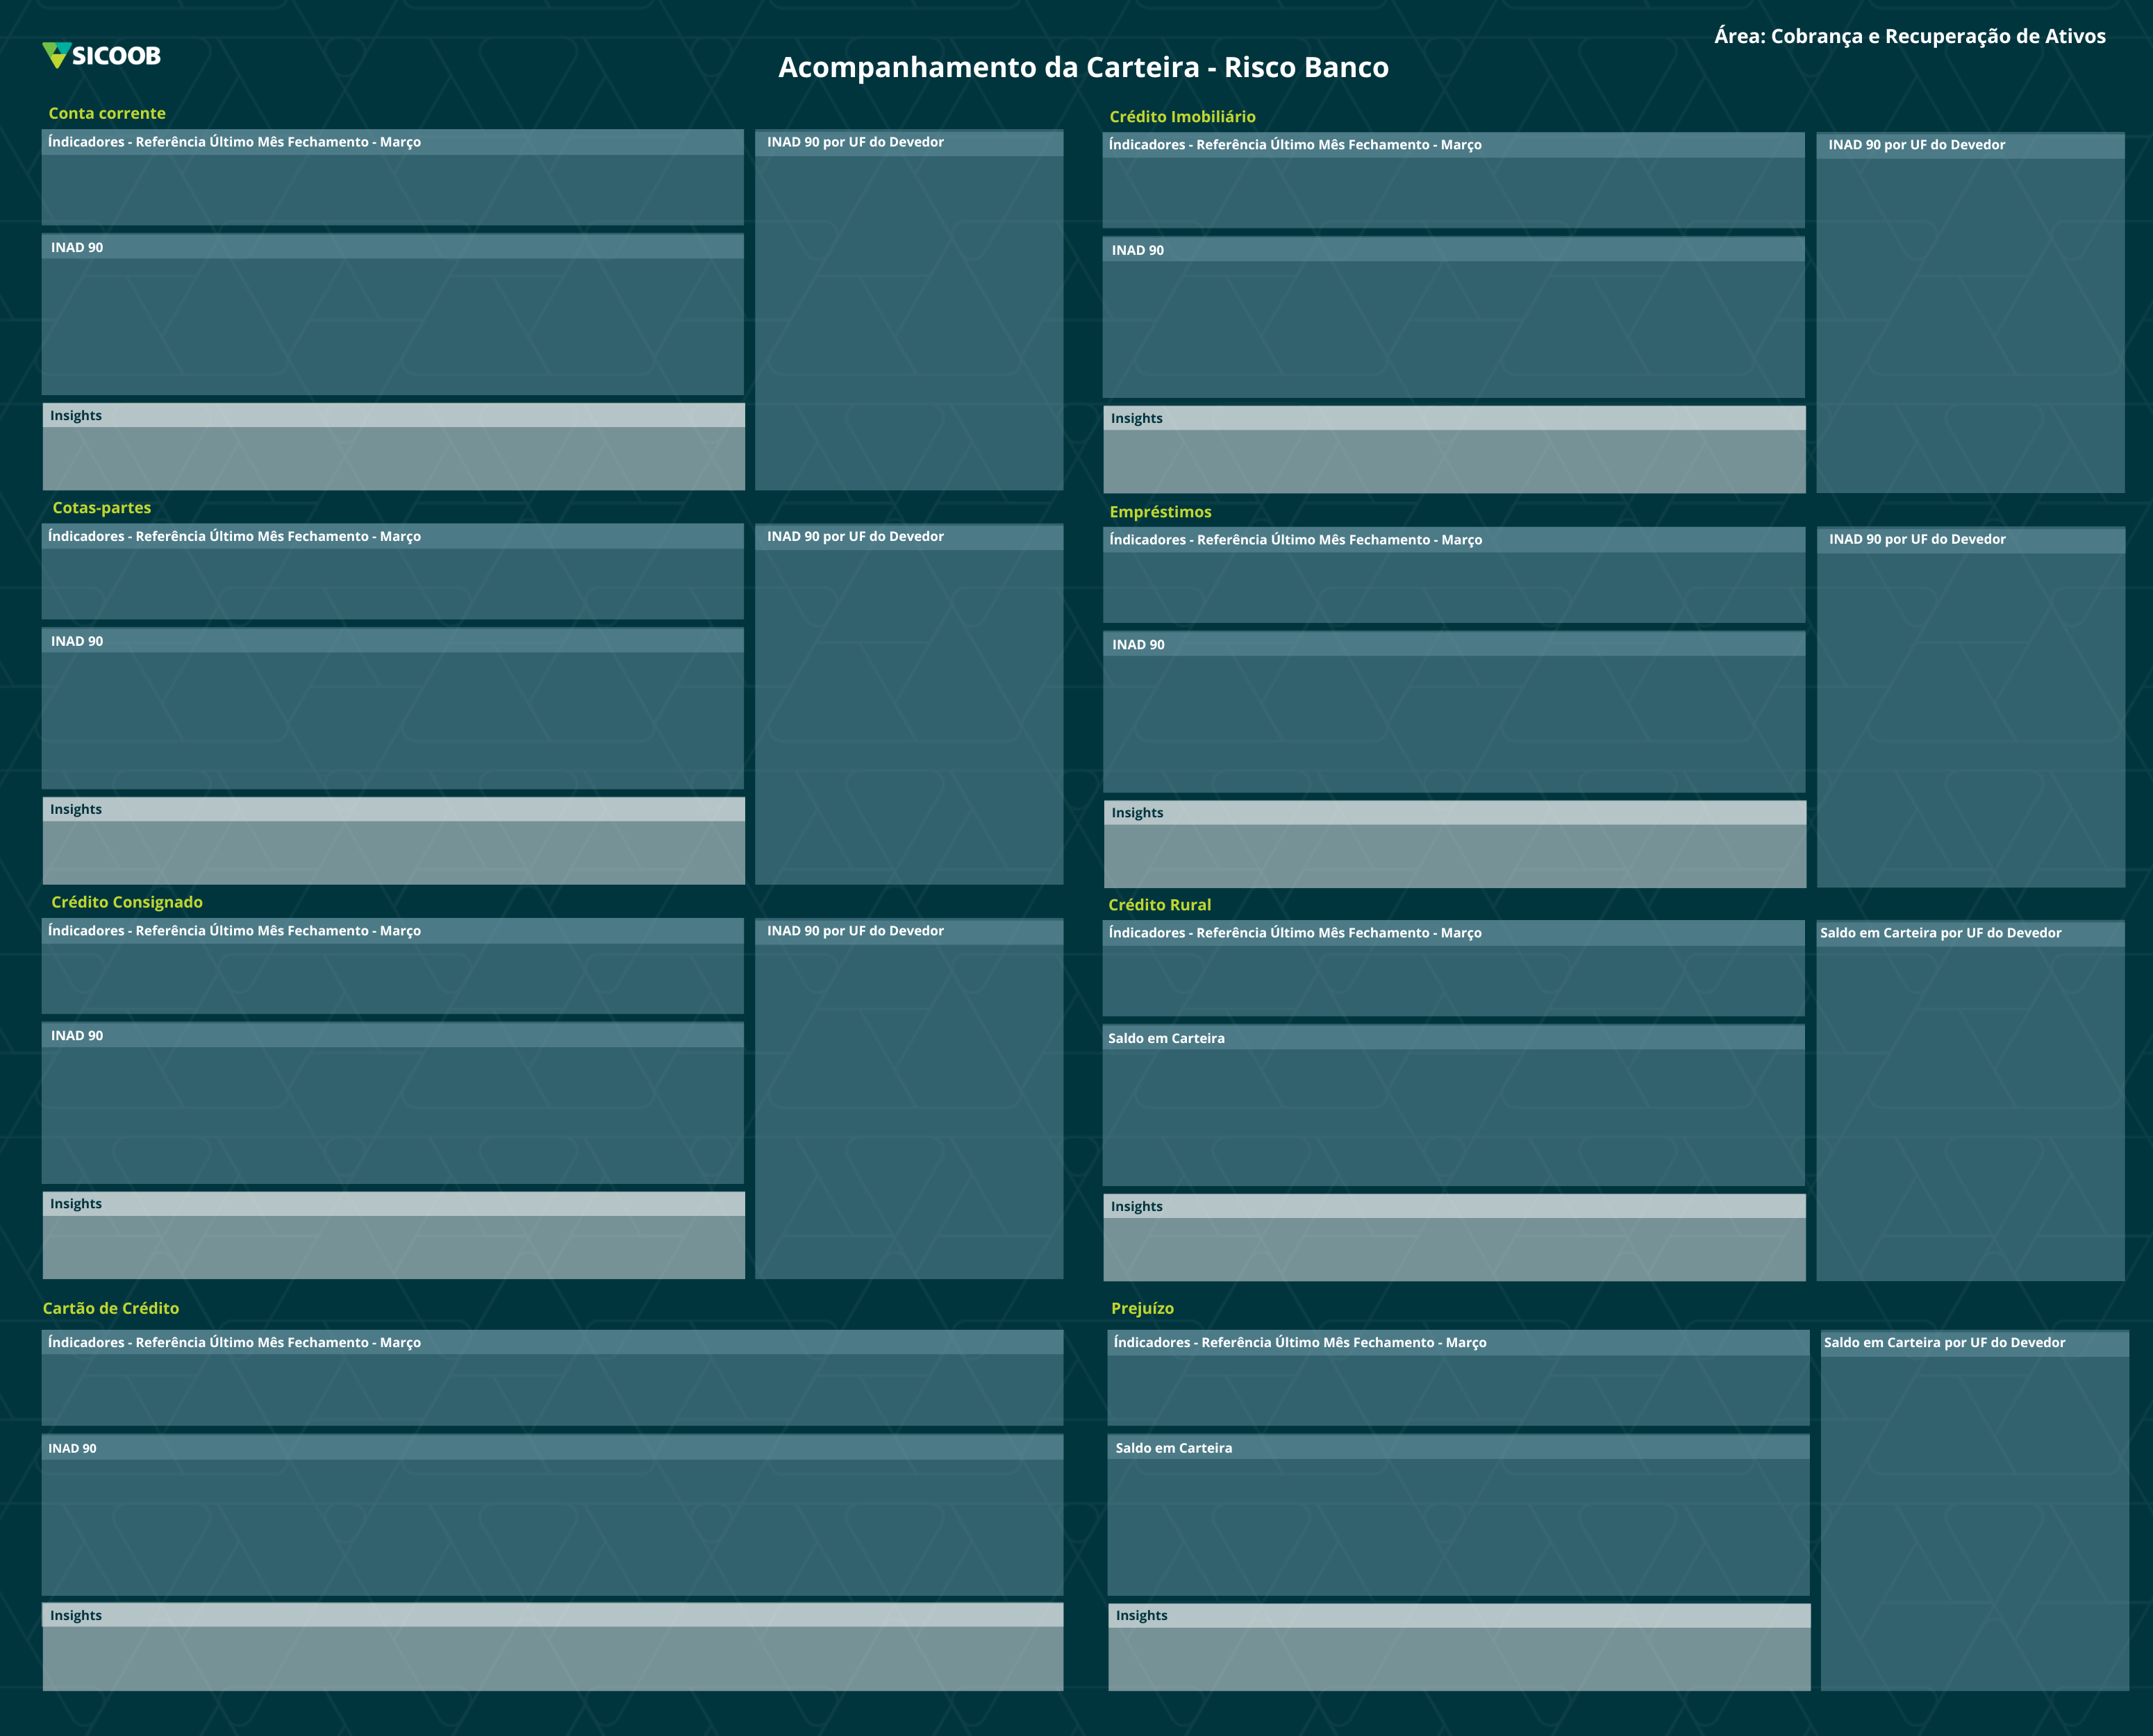 SICOOB
Área: Cobrança e Recuperação de Ativos
Acompanhamento da Carteira - Risco Banco
Conta corrente
Índicadores - Referência Último Mês Fechamento - Março
INAD 90 por UF do Devedor
INAD 90
Insights
Crédito Imobiliário
Índicadores - Referência Último Mês Fechamento - Março
INAD 90 por UF do Devedor
INAD 90
Insights
Cotas-partes
Índicadores - Referência Último Mês Fechamento - Março
INAD 90 por UF do Devedor
INAD 90
Insights
Empréstimos
Índicadores - Referência Último Mês Fechamento - Março
INAD 90 por UF do Devedor
INAD 90
Insights
Crédito Consignado
Índicadores - Referência Último Mês Fechamento - Março
INAD 90 por UF do Devedor
INAD 90
Insights
Crédito Rural
Índicadores - Referência Último Mês Fechamento - Março
Saldo em Carteira por UF do Devedor
Saldo em Carteira
Insights
Cartão de Crédito
Índicadores - Referência Último Mês Fechamento - Março
INAD 90
Insights
Prejuízo
Índicadores - Referência Último Mês Fechamento - Março
Saldo em Carteira por UF do Devedor
Saldo em Carteira
Insights